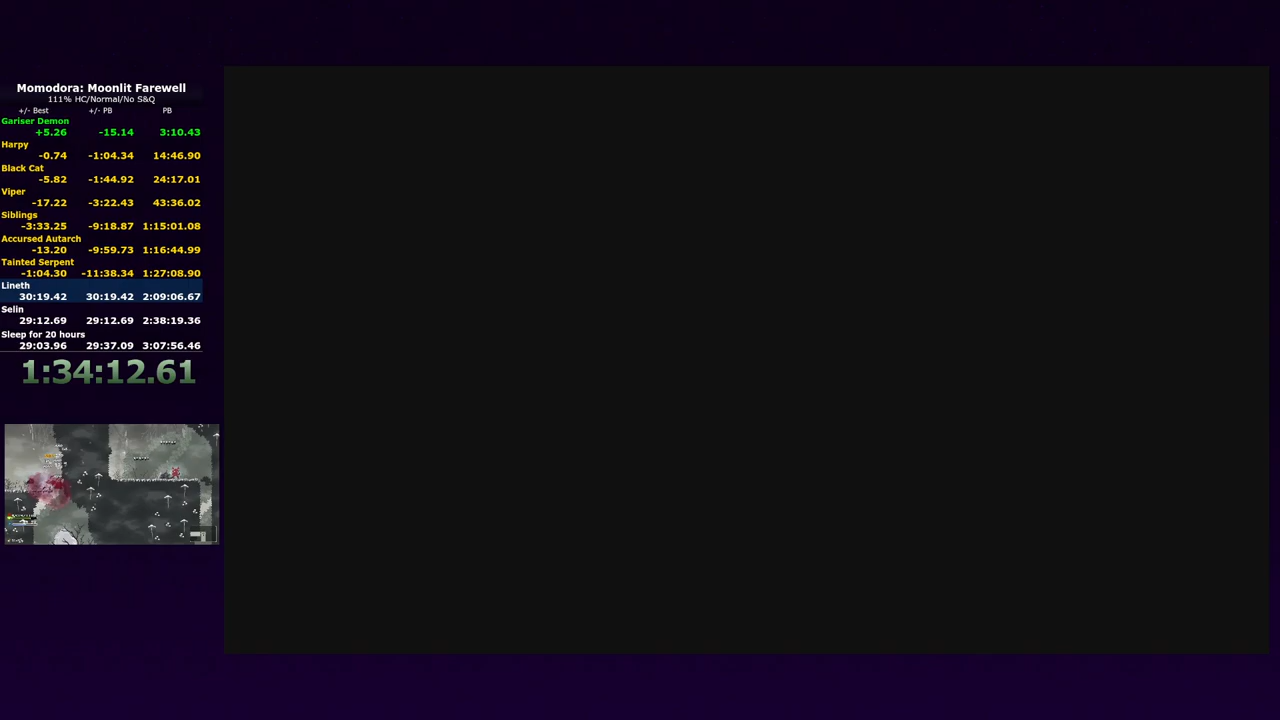 Momodora: Moonlit Farewell
111% HC/Normal/No S&Q
+/- Best +/- PB PB
Gariser Demon
+5.26 -15.14 3:10.43
Harpy
-0.74 -1:04.34 14:46.90
Black Cat
-5.82 -1:44.92 24:17.01
Viper
-17.22 -3:22.43 43:36.02
Siblings
-3:33.25 -9:18.87 1:15:01.08
Accursed Autarch
-13.20 -9:59.73 1:16:44.99
Tainted Serpent
-1:04.30 -11:38.34 1:27:08.90
Lineth
30:19.42 30:19.42 2:09:06.67
Selin
29:12.69 29:12.69 2:38:19.36
Sleep for 20 hours
29:03.96 29:37.09 3:07:56.46
1:34:12.61